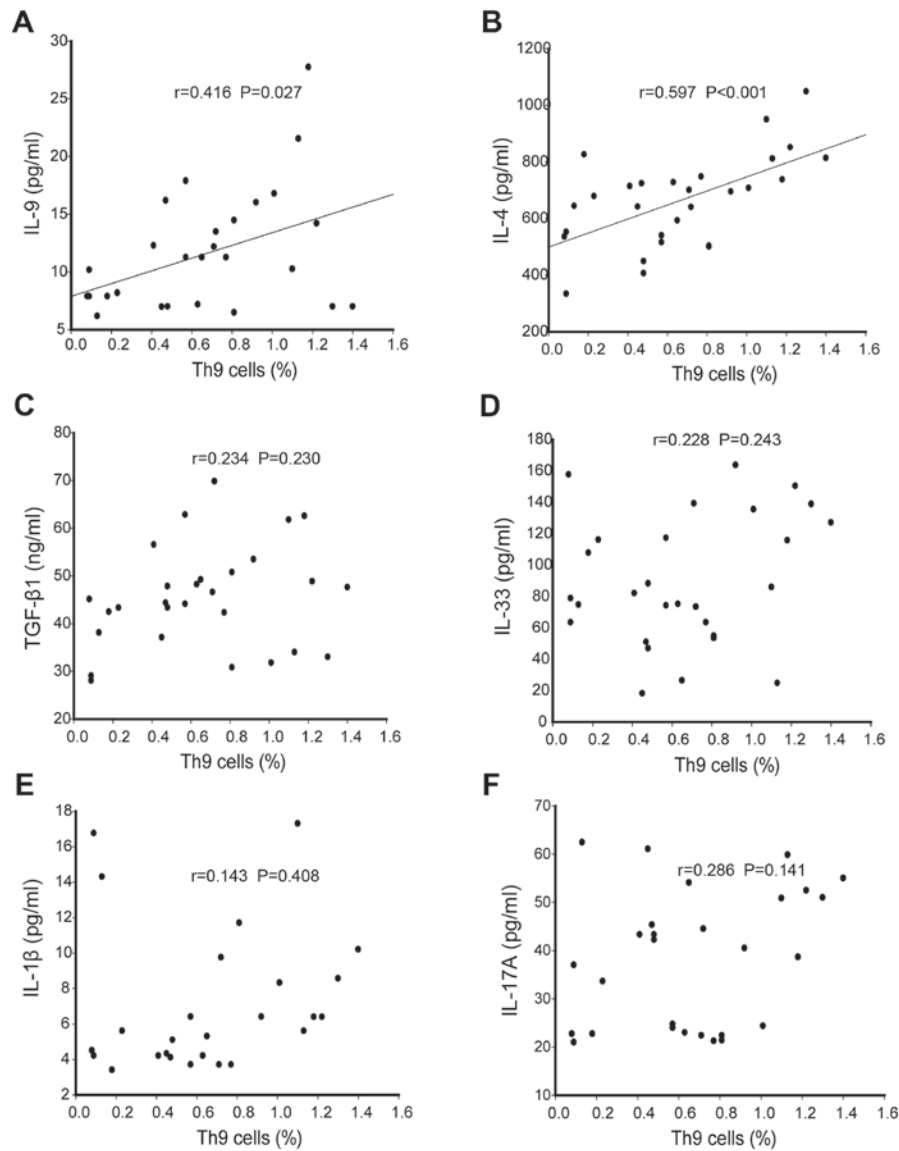 A
30
25
20
15
10
5
IL-9 (pg/ml)
r=0.416 P=0.027
0.0 0.2 0.4 0.6 0.8 1.0 1.2 1.4 1.6
Th9 cells (%)
B
1200
1000
800
600
400
200
IL-4 (pg/ml)
r=0.597 P<0.001
0.0 0.2 0.4 0.6 0.8 1.0 1.2 1.4 1.6
Th9 cells (%)
C
80
70
60
50
40
30
20
TGF-β1 (ng/ml)
r=0.234 P=0.230
0.0 0.2 0.4 0.6 0.8 1.0 1.2 1.4 1.6
Th9 cells (%)
D
180
160
140
120
100
80
60
40
20
0
IL-33 (pg/ml)
r=0.228 P=0.243
0.0 0.2 0.4 0.6 0.8 1.0 1.2 1.4 1.6
Th9 cells (%)
E
18
16
14
12
10
8
6
4
2
IL-1β (pg/ml)
r=0.143 P=0.408
0.0 0.2 0.4 0.6 0.8 1.0 1.2 1.4 1.6
Th9 cells (%)
F
70
60
50
40
30
20
10
IL-17A (pg/ml)
r=0.286 P=0.141
0.0 0.2 0.4 0.6 0.8 1.0 1.2 1.4 1.6
Th9 cells (%)